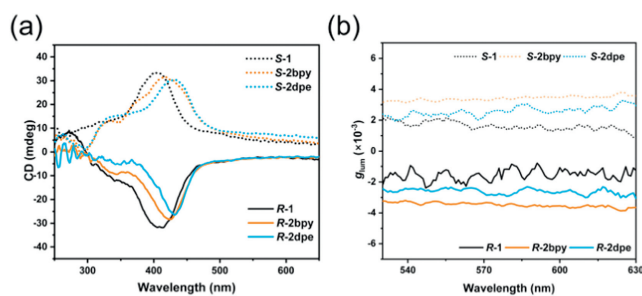 (a)
CD (mdeg)
40
30
20
10
0
-10
-20
-30
-40
S-1
S-2bpy
S-2dpe
R-1
R-2bpy
R-2dpe
300
400
500
600
Wavelength (nm)
(b)
glum (×10-3)
6
4
2
0
-2
-4
-6
S-1
S-2bpy
S-2dpe
R-1
R-2bpy
R-2dpe
540
570
600
630
Wavelength (nm)